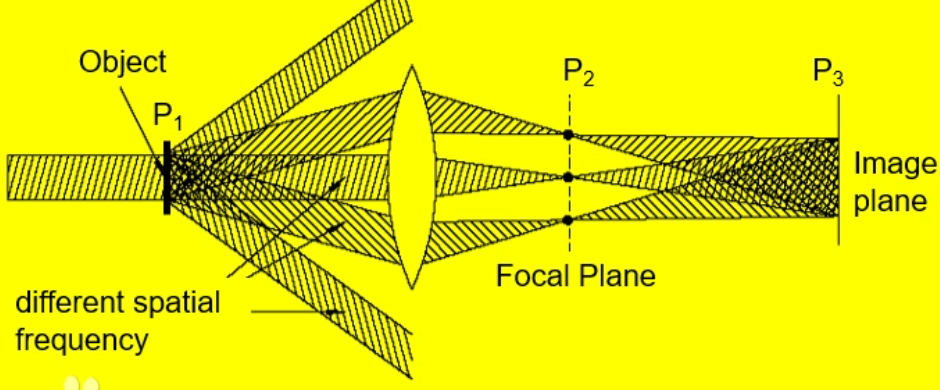 Object
P1
P2
P3
Image
plane
Focal Plane
different spatial
frequency